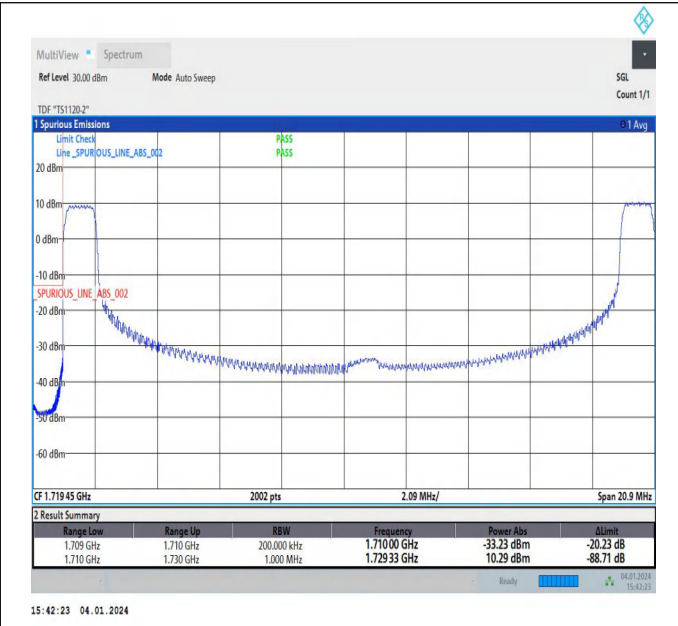 MultiView Spectrum
Ref Level 30.00 dBm Mode Auto Sweep SGL
Count 1/1
TDF "TS1120-2"
1 Spurious Emissions 1 Avg
Limit Check PASS
Line _SPURIOUS_LINE_ABS_002 PASS
20 dBm
10 dBm
0 dBm
-10 dBm
_SPURIOUS_LINE_ABS_002
-20 dBm
-30 dBm
-40 dBm
-50 dBm
-60 dBm
CF 1.719 45 GHz 2002 pts 2.09 MHz/ Span 20.9 MHz
2 Result Summary
Range Low Range Up RBW Frequency Power Abs ΔLimit
1.709 GHz 1.710 GHz 200.000 kHz 1.710 00 GHz -33.23 dBm -20.23 dB
1.710 GHz 1.730 GHz 1.000 MHz 1.729 33 GHz 10.29 dBm -88.71 dB
Ready 04.01.2024
15:42:23
15:42:23 04.01.2024